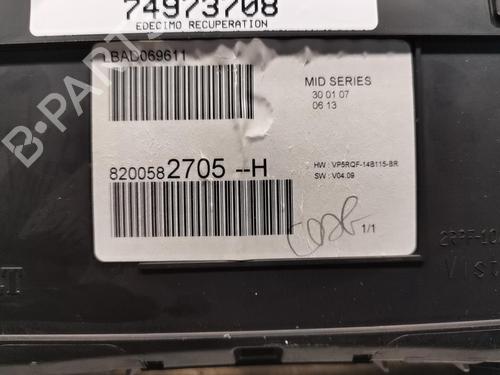 74973708
EDECIMO RECUPERATION
LBAD069611
MID SERIES
30 01 07
06 13
8200582705 --H
HW : VP5RQF-14B115-BR
SW : V04.09
1/1
B-PARTS